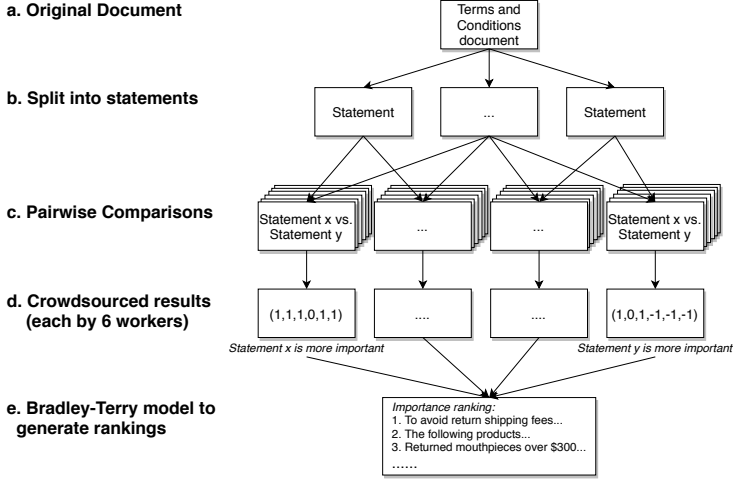 a. Original Document
Terms and
Conditions
document
b. Split into statements
Statement
...
Statement
c. Pairwise Comparisons
Statement x vs.
Statement y
...
...
Statement x vs.
Statement y
d. Crowdsourced results
(each by 6 workers)
(1,1,1,0,1,1)
....
....
(1,0,1,-1,-1,-1)
Statement x is more important
Statement y is more important
e. Bradley-Terry model to
generate rankings
Importance ranking:
1. To avoid return shipping fees...
2. The following products...
3. Returned mouthpieces over $300...
......